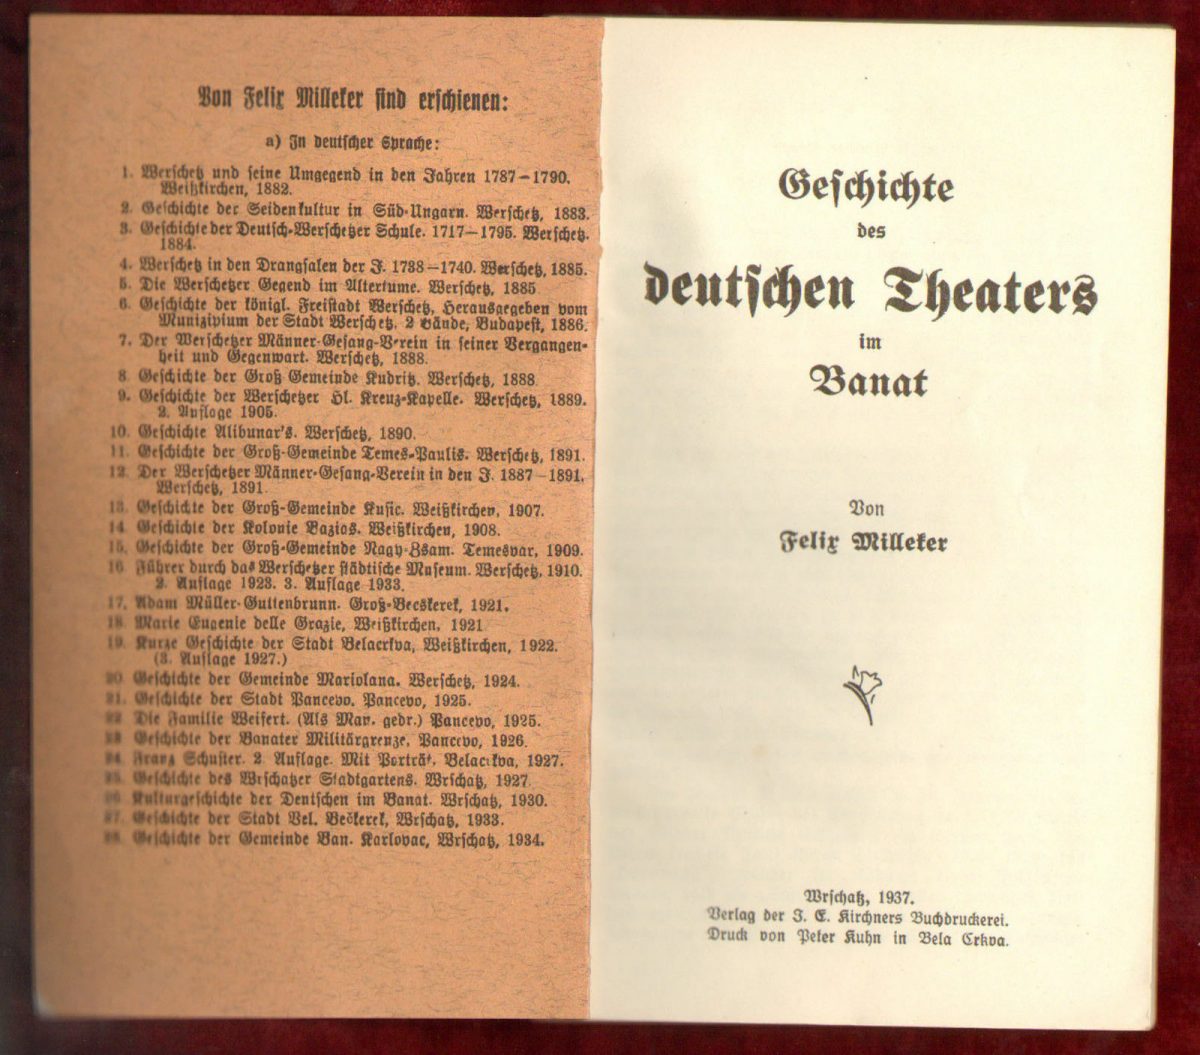 Von Felix Milleker sind erschienen:
a) In deutscher Sprache:
1. Werschetz und seine Umgegend in den Jahren 1787–1790.
Weißkirchen, 1882.
2. Geschichte der Seidenkultur in Süd-Ungarn. Werschetz, 1883.
3. Geschichte der Deutsch-Werschetzer Schule. 1717–1795. Werschetz.
1884.
4. Werschetz in den Drangsalen der J. 1738–1740. Werschetz, 1885.
5. Die Werschetzer Gegend im Altertume. Werschetz, 1885
6. Geschichte der königl. Freistadt Werschetz, Herausgegeben vom
Munizipium der Stadt Werschetz. 2 Bände, Budapest, 1886.
7. Der Werschetzer Männer-Gesang-Verein in seiner Vergangen-
heit und Gegenwart. Werschetz, 1888.
8. Geschichte der Groß Gemeinde Kudritz. Werschetz, 1888.
9. Geschichte der Werschetzer Hl. Kreuz-Kapelle. Werschetz, 1889.
2. Auflage 1905.
10. Geschichte Alibunar's. Werschetz, 1890.
11. Geschichte der Groß-Gemeinde Temes-Paulis. Werschetz, 1891.
12. Der Werschetzer Männer-Gesang-Verein in den J. 1887–1891.
Werschetz, 1891.
13. Geschichte der Groß-Gemeinde Kusic. Weißkirchen, 1907.
14. Geschichte der Kolonie Bazias. Weißkirchen, 1908.
15. Geschichte der Groß-Gemeinde Nagy-Zsam. Temesvar, 1909.
16. Führer durch das Werschetzer städtische Museum. Werschetz, 1910.
2. Auflage 1923. 3. Auflage 1933.
17. Adam Müller-Guttenbrunn. Groß-Becskerek, 1921.
18. Marie Eugenie delle Grazie, Weißkirchen, 1921
19. Kurze Geschichte der Stadt Belacrkva, Weißkirchen, 1922.
(3. Auflage 1927.)
20. Geschichte der Gemeinde Mariolana. Werschetz, 1924.
21. Geschichte der Stadt Pancevo. Pancevo, 1925.
22. Die Familie Weifert. (Als Man. gedr.) Pancevo, 1925.
23 Geschichte der Banater Militärgrenze, Pancevo, 1926.
24. Franz Schuster. 2 Auflage. Mit Porträt, Belacrkva, 1927.
25. Geschichte des Wrschatzer Stadtgartens. Wrschatz, 1927
26 Kulturgeschichte der Deutschen im Banat. Wrschatz, 1930.
27. Geschichte der Stadt Vel. Bečkerek, Wrschatz, 1933.
28. Geschichte der Gemeinde Ban. Karlovac, Wrschatz, 1934.
Geschichte
des
deutschen Theaters
im
Banat
Von
Felix Milleker
Wrschatz, 1937.
Verlag der J. E. Kirchners Buchdruckerei.
Druck von Peter Kuhn in Bela Crkva.